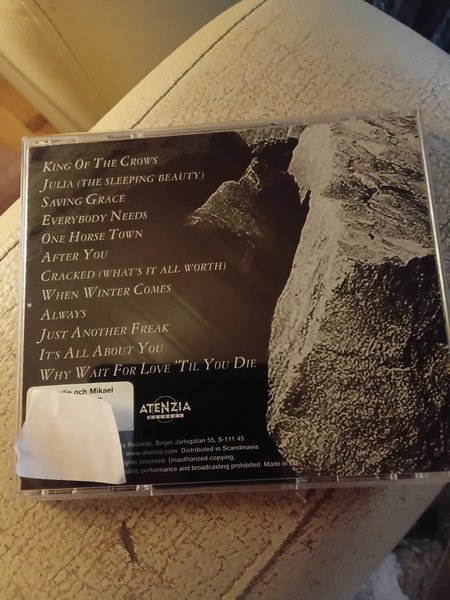 KING OF THE CROWS
JULIA (THE SLEEPING BEAUTY)
SAVING GRACE
EVERYBODY NEEDS
ONE HORSE TOWN
AFTER YOU
CRACKED (WHAT'S IT ALL WORTH)
WHEN WINTER COMES
ALWAYS
JUST ANOTHER FREAK
IT'S ALL ABOUT YOU
WHY WAIT FOR LOVE 'TIL YOU DIE
och Mikael
ATENZIA
RECORDS
Records, Birger Jarlsgatan 55, S-111 45
www.atenzia.com Distributed in Scandinavia
rights reserved. Unauthorized copying,
public performance and broadcasting prohibited. Made in